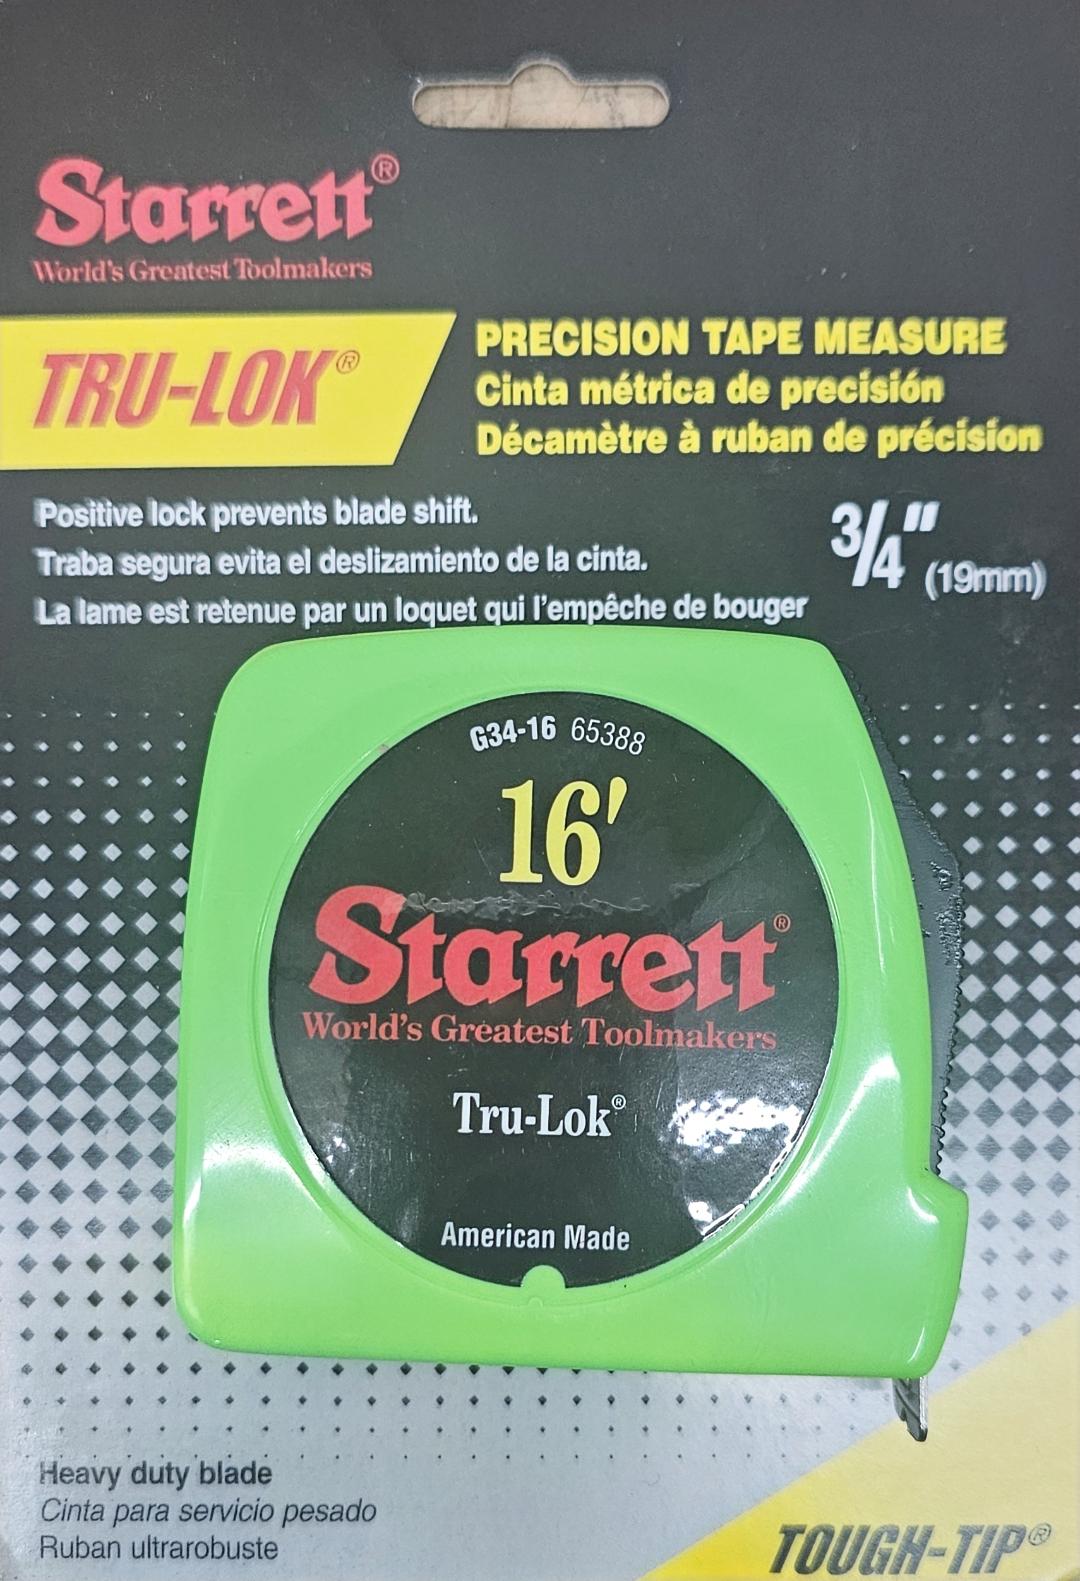 Starrett®
World's Greatest Toolmakers
TRU-LOK®
PRECISION TAPE MEASURE
Cinta métrica de precisión
Décamètre à ruban de précision
Positive lock prevents blade shift.
Traba segura evita el deslizamiento de la cinta.
La lame est retenue par un loquet qui l'empêche de bouger
3/4" (19mm)
G34-16 65388
16'
Starrett®
World's Greatest Toolmakers
Tru-Lok®
American Made
Heavy duty blade
Cinta para servicio pesado
Ruban ultrarobuste
TOUGH-TIP®